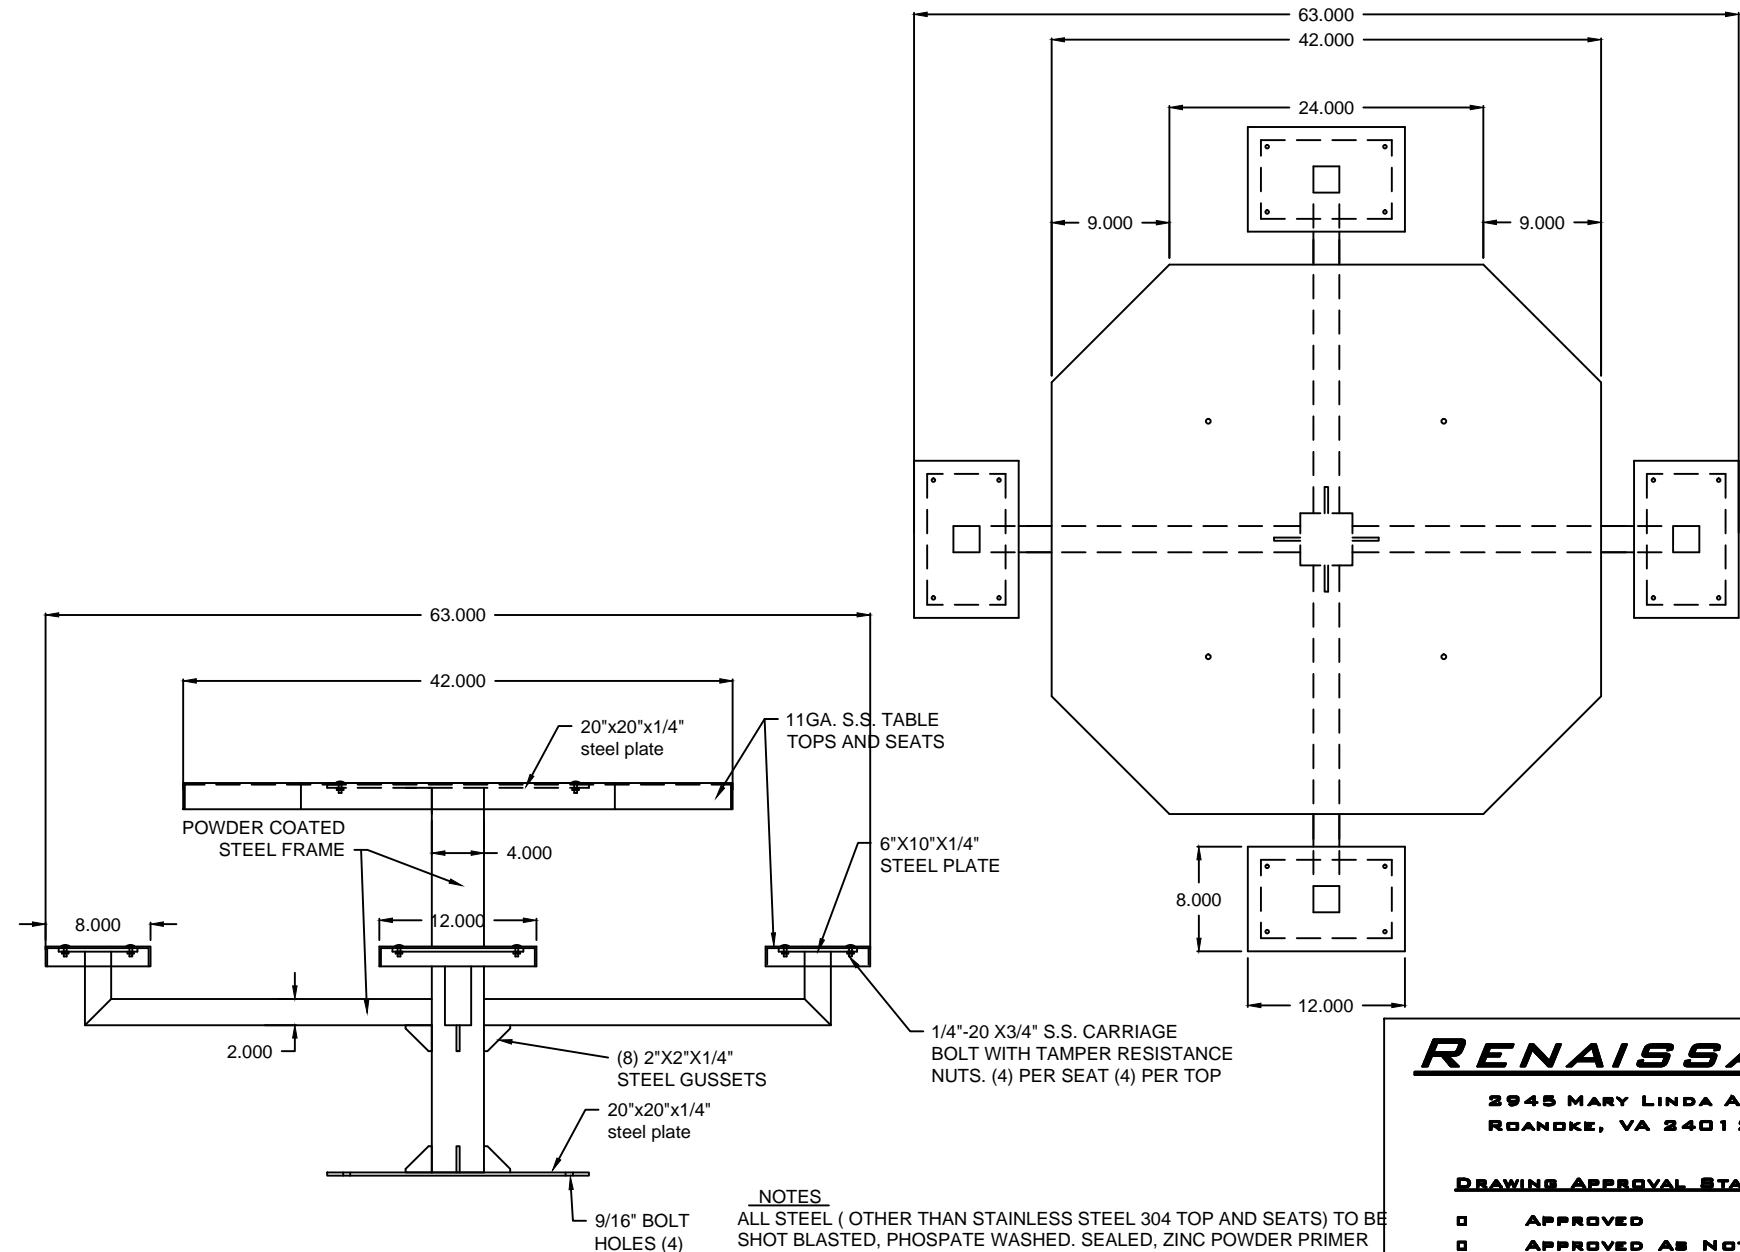 63.000
42.000
24.000
9.000
9.000
63.000
42.000
20"x20"x1/4"
steel plate
11GA. S.S. TABLE
TOPS AND SEATS
POWDER COATED
STEEL FRAME
4.000
6"X10"X1/4"
STEEL PLATE
8.000
12.000
8.000
12.000
2.000
(8) 2"X2"X1/4"
STEEL GUSSETS
1/4"-20 X3/4" S.S. CARRIAGE
BOLT WITH TAMPER RESISTANCE
NUTS. (4) PER SEAT (4) PER TOP
20"x20"x1/4"
steel plate
9/16" BOLT
HOLES (4)
NOTES
ALL STEEL ( OTHER THAN STAINLESS STEEL 304 TOP AND SEATS) TO BE
SHOT BLASTED, PHOSPATE WASHED. SEALED, ZINC POWDER PRIMER
RENAISSA
2945 MARY LINDA A
ROANOKE, VA 2401
DRAWING APPROVAL STA
APPROVED
APPROVED AS NOT